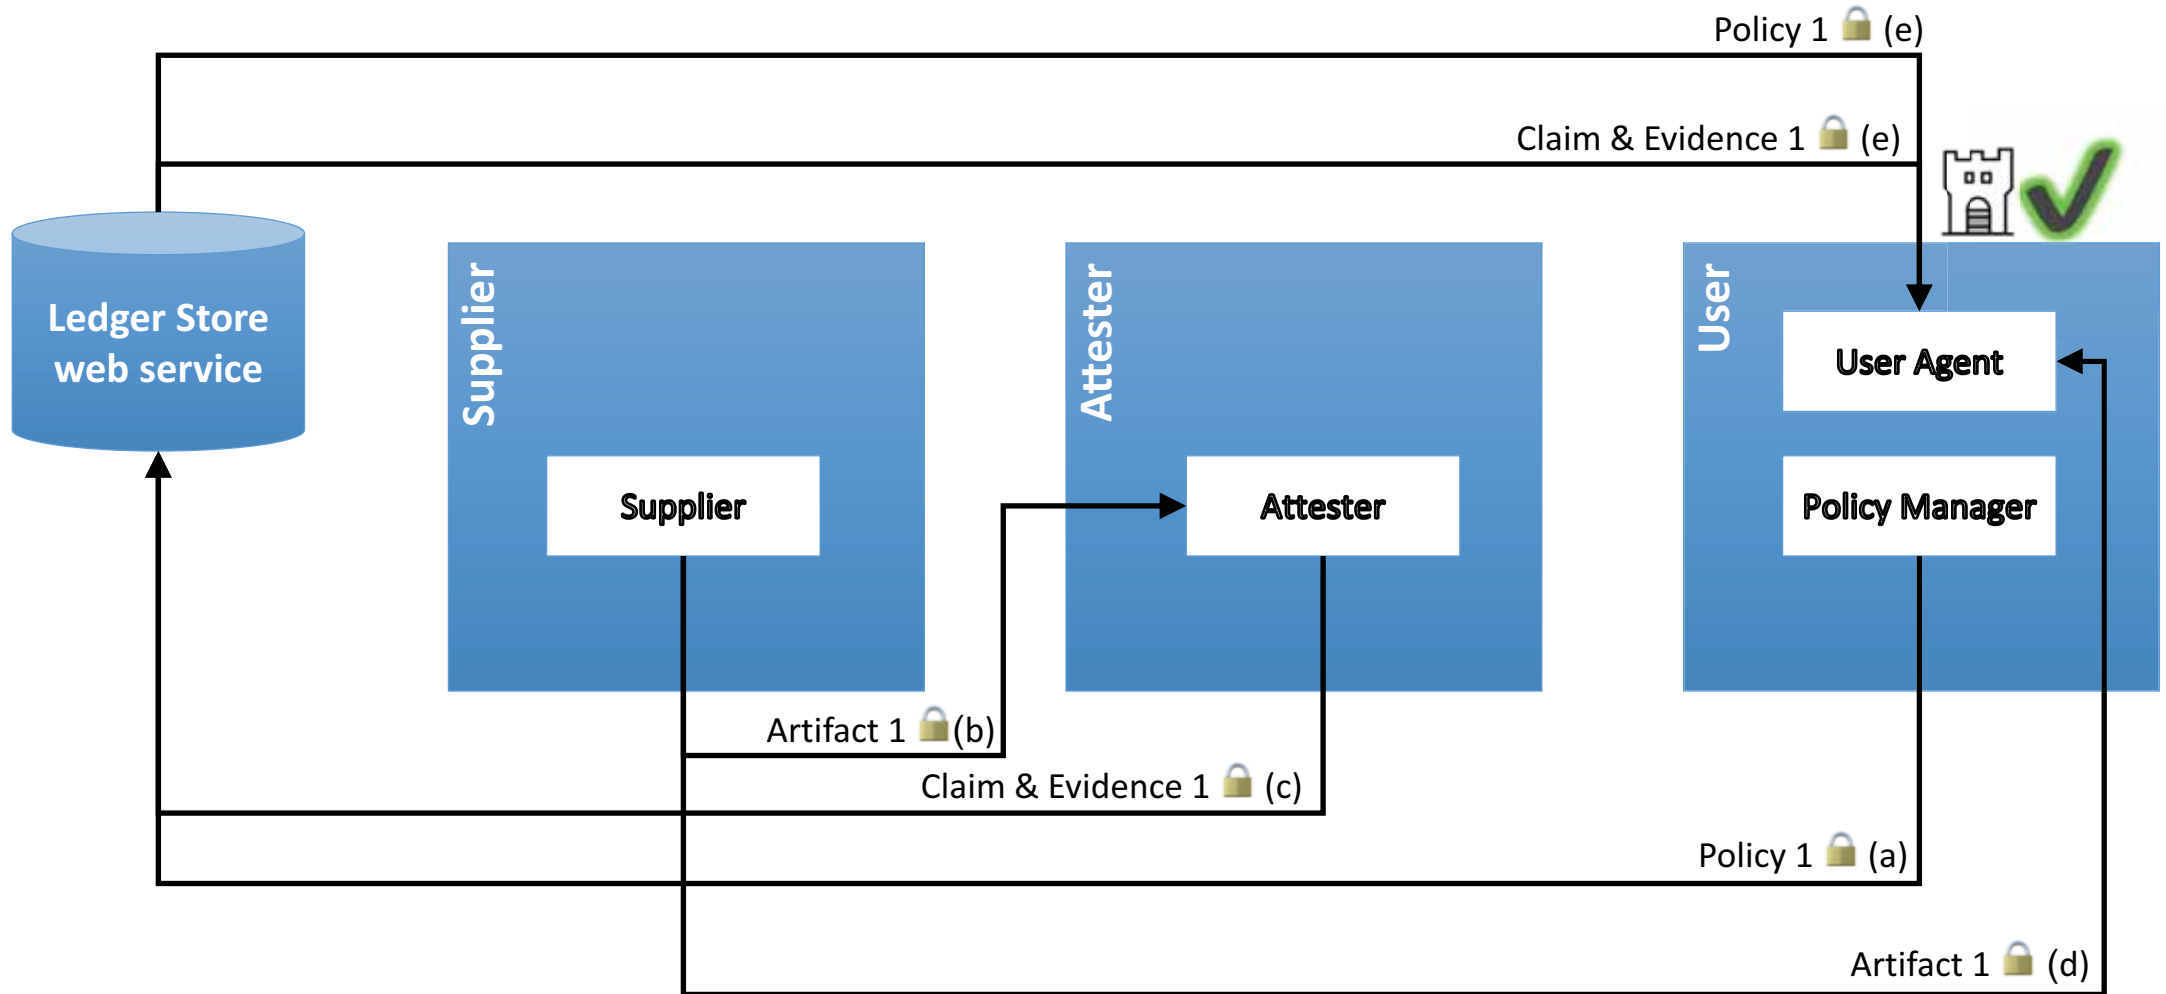 Policy 1 (e)
Claim & Evidence 1 (e)
Ledger Store
web service
Supplier
Supplier
Attester
Attester
User
User Agent
Policy Manager
Artifact 1 (b)
Claim & Evidence 1 (c)
Policy 1 (a)
Artifact 1 (d)